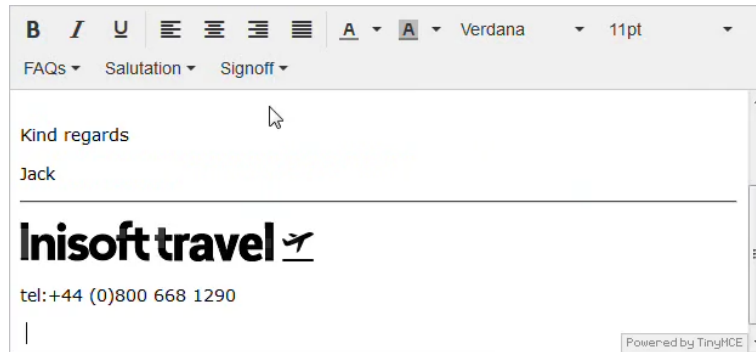 B I U A A Verdana 11pt
FAQs Salutation Signoff
Kind regards
Jack
Inisoft travel
tel:+44 (0)800 668 1290
Powered by TinyMCE